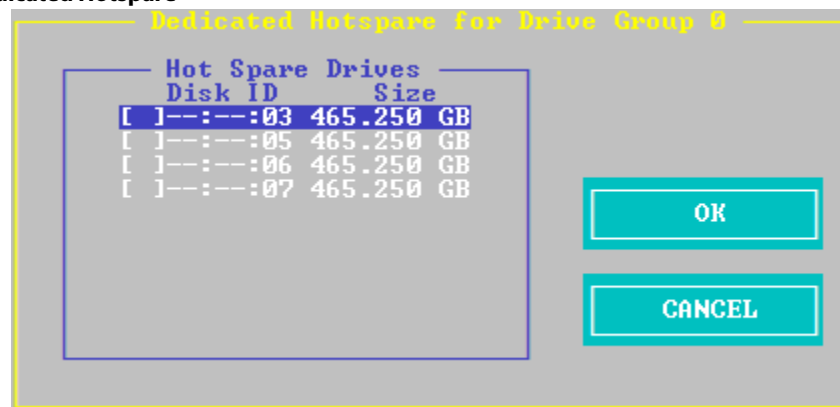 Dedicated Hotspare for Drive Group 0
Hot Spare Drives
Disk ID Size
[ ]--:--:03 465.250 GB
[ ]--:--:05 465.250 GB
[ ]--:--:06 465.250 GB
[ ]--:--:07 465.250 GB
OK
CANCEL